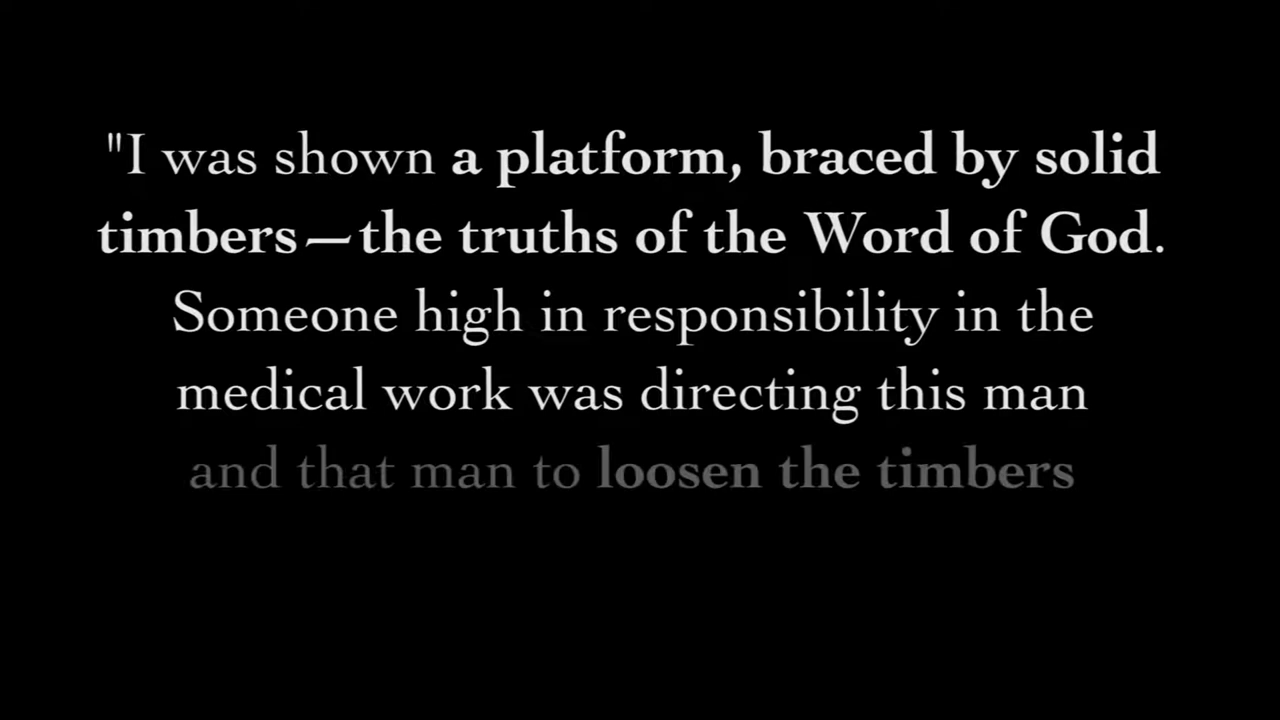 "I was shown a platform, braced by solid
timbers—the truths of the Word of God.
Someone high in responsibility in the
medical work was directing this man
and that man to loosen the timbers